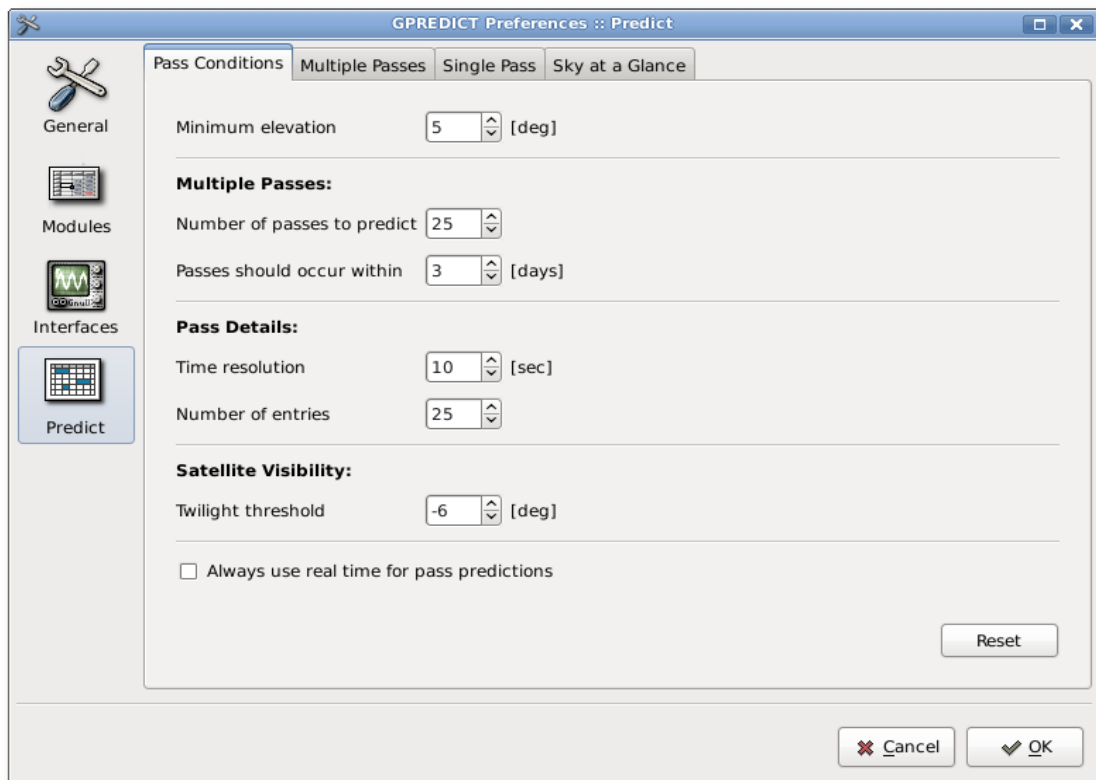 GPREDICT Preferences :: Predict
General
Modules
Interfaces
Predict
Pass Conditions Multiple Passes Single Pass Sky at a Glance
Minimum elevation 5 [deg]
Multiple Passes:
Number of passes to predict 25
Passes should occur within 3 [days]
Pass Details:
Time resolution 10 [sec]
Number of entries 25
Satellite Visibility:
Twilight threshold -6 [deg]
Always use real time for pass predictions
Reset
Cancel OK